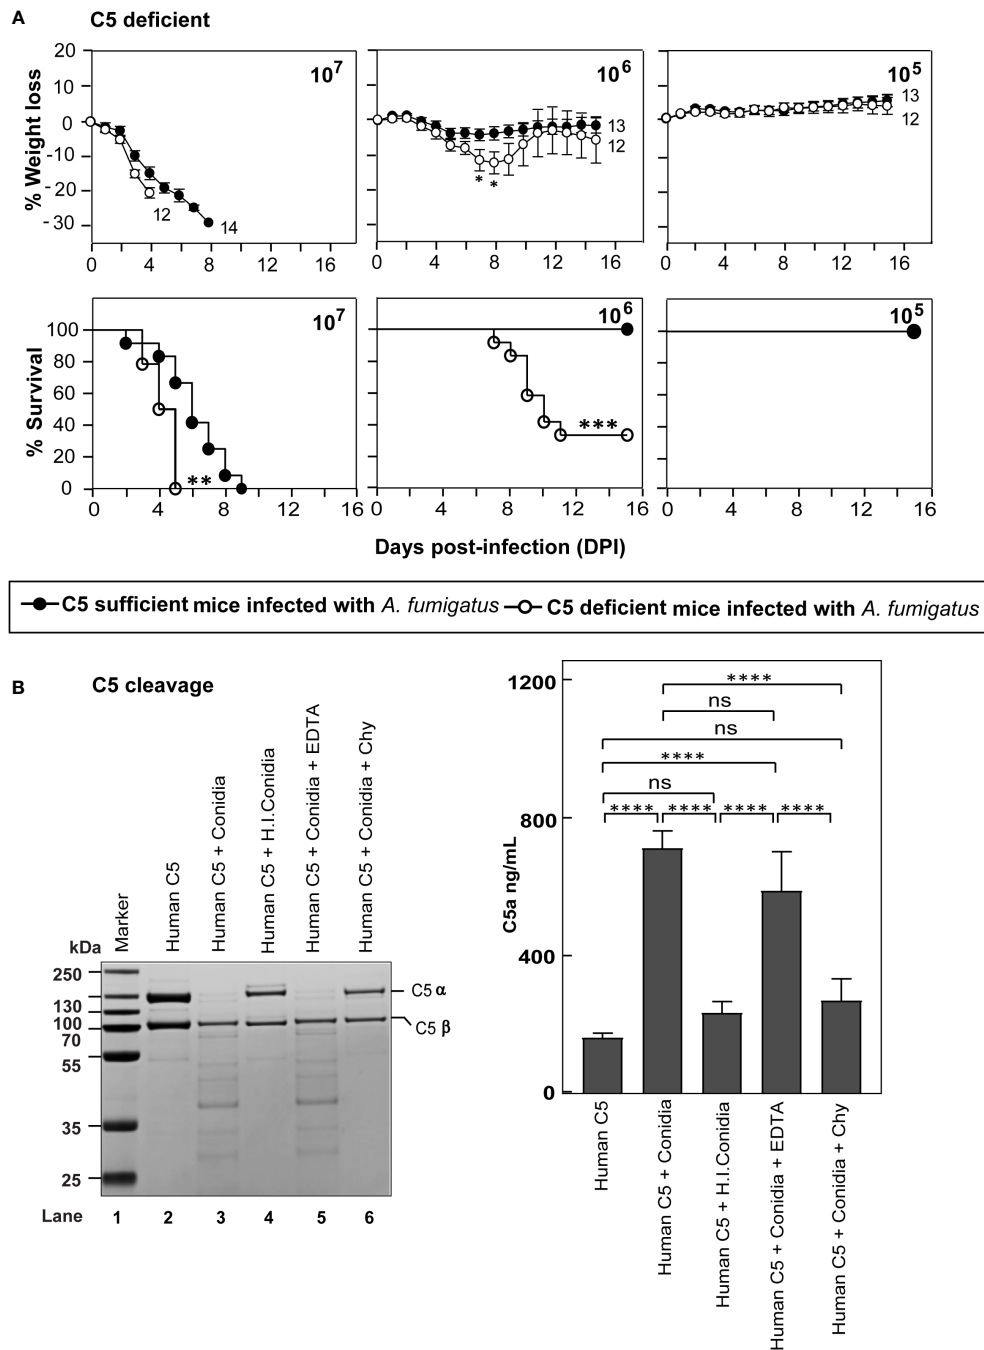 A
C5 deficient
% Weight loss
20
10
0
-10
-20
-30
10⁷
12
14
0 4 8 12 16
10⁶
13
12
*
*
0 4 8 12 16
10⁵
13
12
0 4 8 12 16
% Survival
100
80
60
40
20
0
10⁷
**
0 4 8 12 16
10⁶
***
0 4 8 12 16
10⁵
0 4 8 12 16
Days post-infection (DPI)
C5 sufficient mice infected with A. fumigatus
C5 deficient mice infected with A. fumigatus
B
C5 cleavage
kDa
Marker
Human C5
Human C5 + Conidia
Human C5 + H.I.Conidia
Human C5 + Conidia + EDTA
Human C5 + Conidia + Chy
250
130
100
70
55
35
25
C5 α
C5 β
Lane 1 2 3 4 5 6
C5a ng/mL
1200
800
400
0
****
ns
ns
****
ns
**** **** **** ****
Human C5
Human C5 + Conidia
Human C5 + H.I.Conidia
Human C5 + Conidia + EDTA
Human C5 + Conidia + Chy